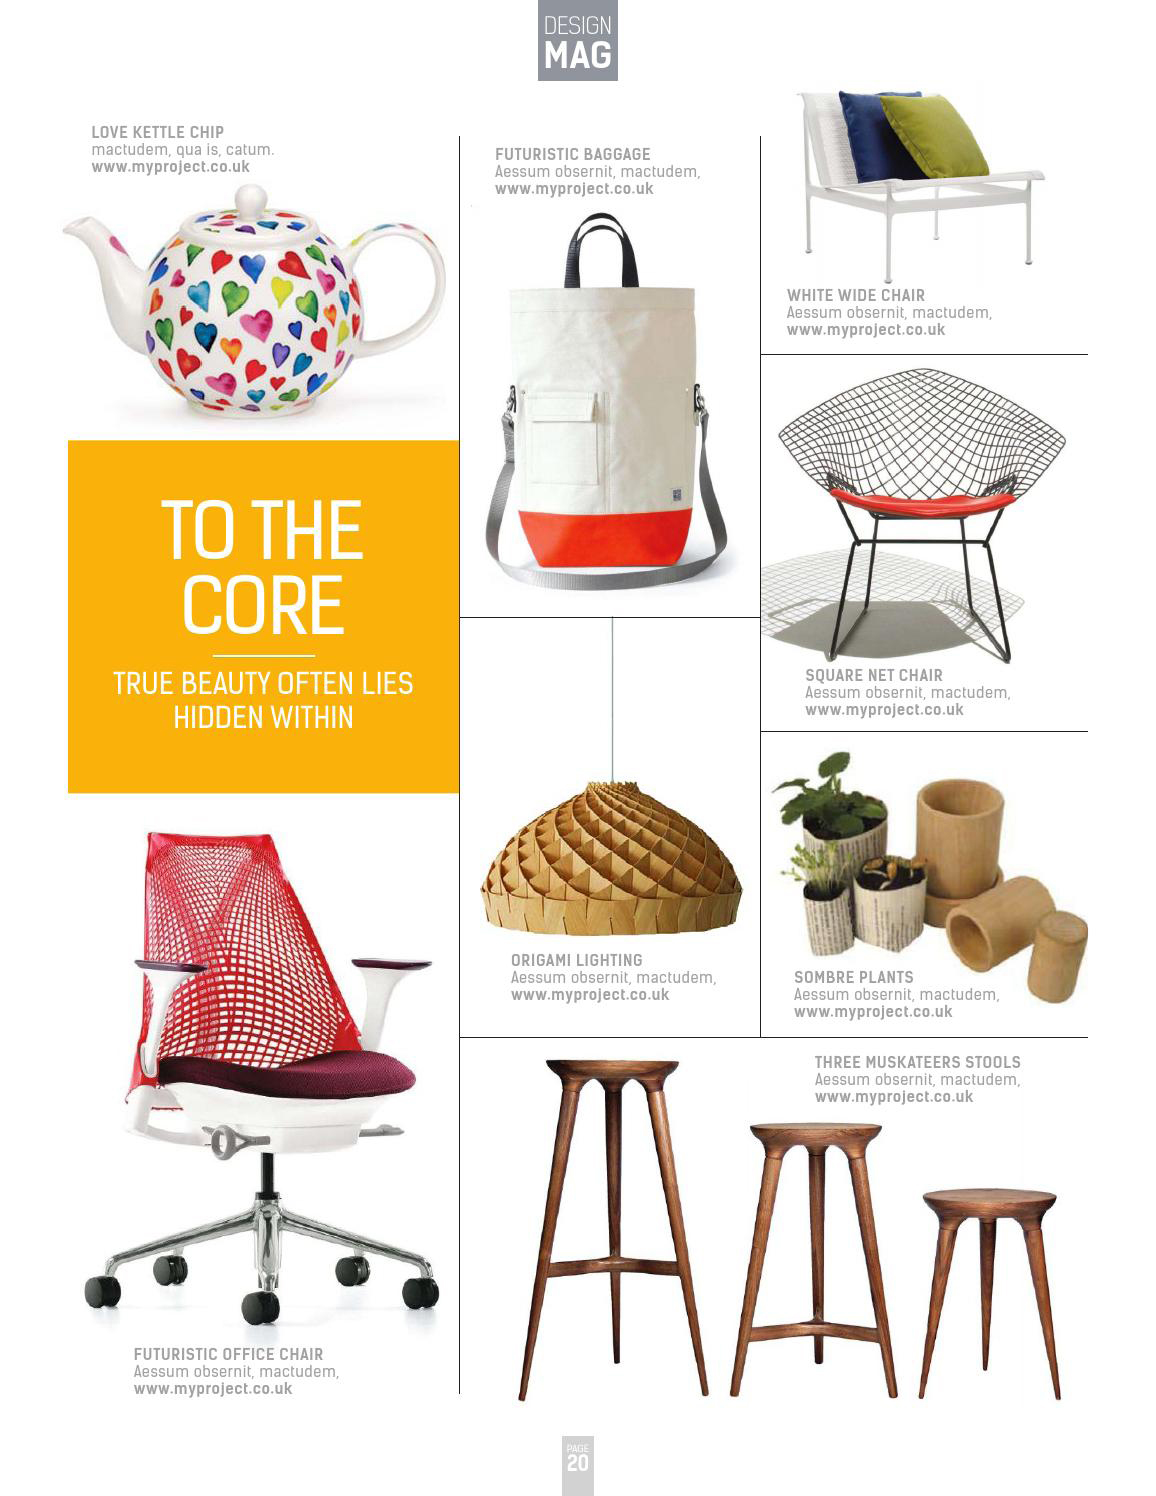 DESIGN
MAG
LOVE KETTLE CHIP
mactudem, qua is, catum.
www.myproject.co.uk
TO THE
CORE
TRUE BEAUTY OFTEN LIES
HIDDEN WITHIN
FUTURISTIC OFFICE CHAIR
Aessum obsernit, mactudem,
www.myproject.co.uk
FUTURISTIC BAGGAGE
Aessum obsernit, mactudem,
www.myproject.co.uk
ORIGAMI LIGHTING
Aessum obsernit, mactudem,
www.myproject.co.uk
WHITE WIDE CHAIR
Aessum obsernit, mactudem,
www.myproject.co.uk
SQUARE NET CHAIR
Aessum obsernit, mactudem,
www.myproject.co.uk
SOMBRE PLANTS
Aessum obsernit, mactudem,
www.myproject.co.uk
THREE MUSKATEERS STOOLS
Aessum obsernit, mactudem,
www.myproject.co.uk
PAGE
20